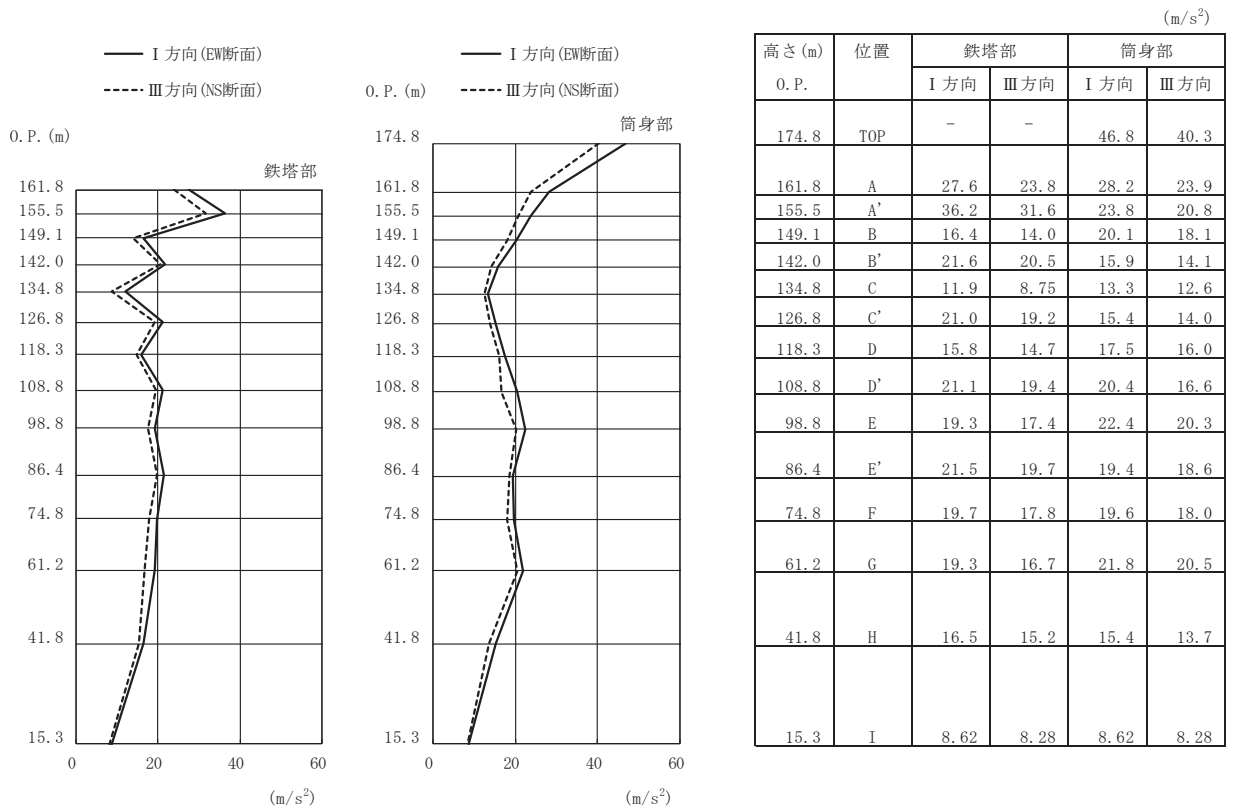 Ⅰ方向(EW断面)
Ⅲ方向(NS断面)
O.P.(m)
鉄塔部
161.8
155.5
149.1
142.0
134.8
126.8
118.3
108.8
98.8
86.4
74.8
61.2
41.8
15.3
0 20 40 60
(m/s²)
Ⅰ方向(EW断面)
Ⅲ方向(NS断面)
O.P.(m)
筒身部
174.8
161.8
155.5
149.1
142.0
134.8
126.8
118.3
108.8
98.8
86.4
74.8
61.2
41.8
15.3
0 20 40 60
(m/s²)
(m/s²)
高さ(m) 位置 鉄塔部 筒身部
O.P. Ⅰ方向 Ⅲ方向 Ⅰ方向 Ⅲ方向
174.8 TOP － － 46.8 40.3
161.8 A 27.6 23.8 28.2 23.9
155.5 A' 36.2 31.6 23.8 20.8
149.1 B 16.4 14.0 20.1 18.1
142.0 B' 21.6 20.5 15.9 14.1
134.8 C 11.9 8.75 13.3 12.6
126.8 C' 21.0 19.2 15.4 14.0
118.3 D 15.8 14.7 17.5 16.0
108.8 D' 21.1 19.4 20.4 16.6
98.8 E 19.3 17.4 22.4 20.3
86.4 E' 21.5 19.7 19.4 18.6
74.8 F 19.7 17.8 19.6 18.0
61.2 G 19.3 16.7 21.8 20.5
41.8 H 16.5 15.2 15.4 13.7
15.3 I 8.62 8.28 8.62 8.28